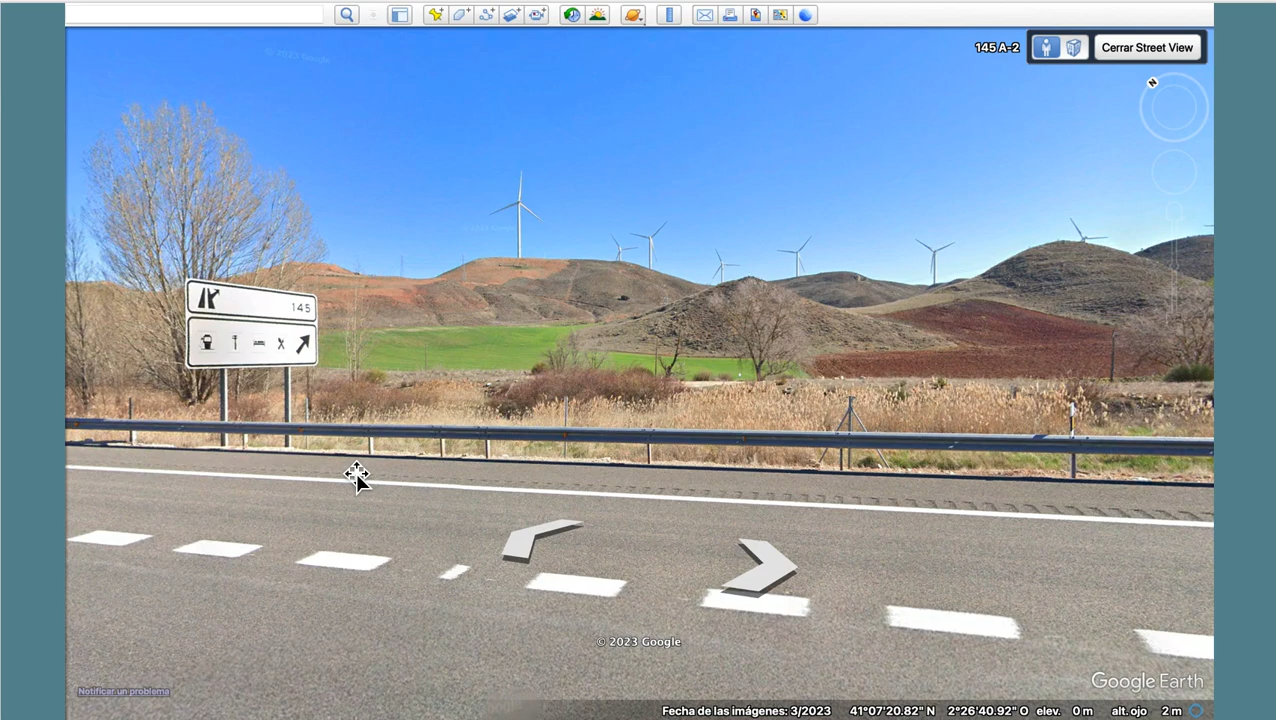 145 A-2
Cerrar Street View
© 2023 Google
N
145
© 2023 Google
Notificar un problema
Google Earth
Fecha de las imágenes: 3/2023 41°07'20.82" N 2°26'40.92" O elev. 0 m alt. ojo 2 m